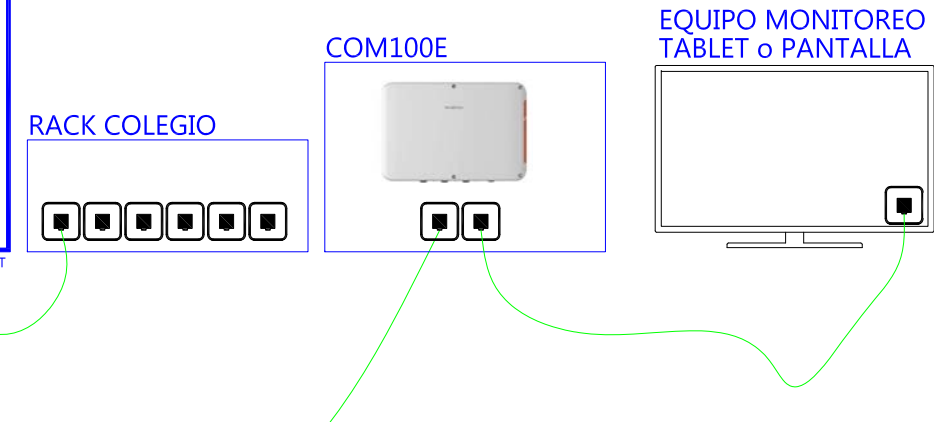 EQUIPO MONITOREO
TABLET o PANTALLA
COM100E
RACK COLEGIO
T